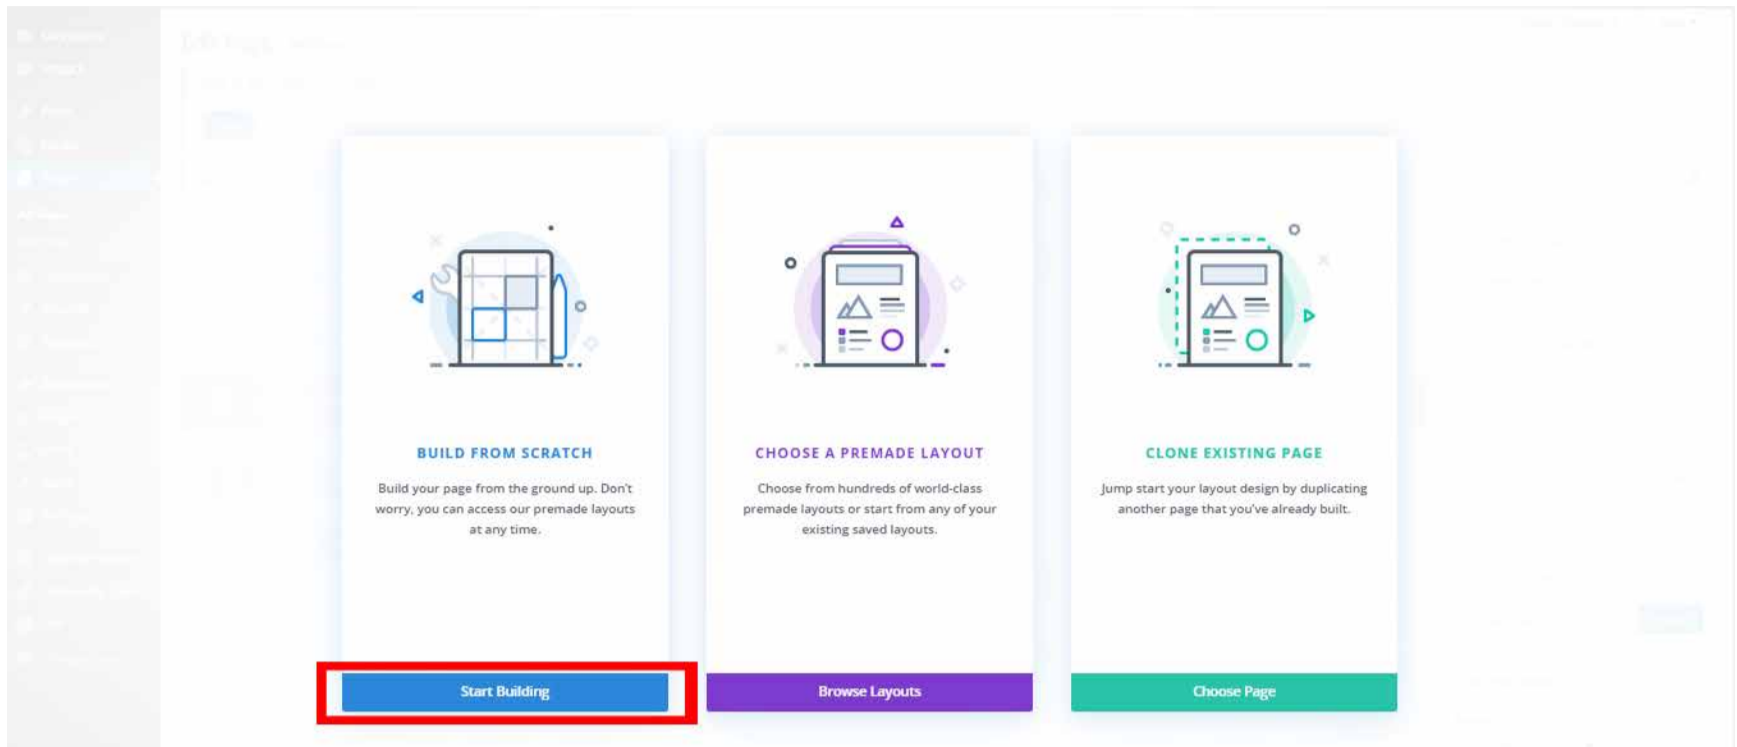 BUILD FROM SCRATCH
Build your page from the ground up. Don't
worry, you can access our premade layouts
at any time.
Start Building
CHOOSE A PREMADE LAYOUT
Choose from hundreds of world-class
premade layouts or start from any of your
existing saved layouts.
Browse Layouts
CLONE EXISTING PAGE
Jump start your layout design by duplicating
another page that you've already built.
Choose Page